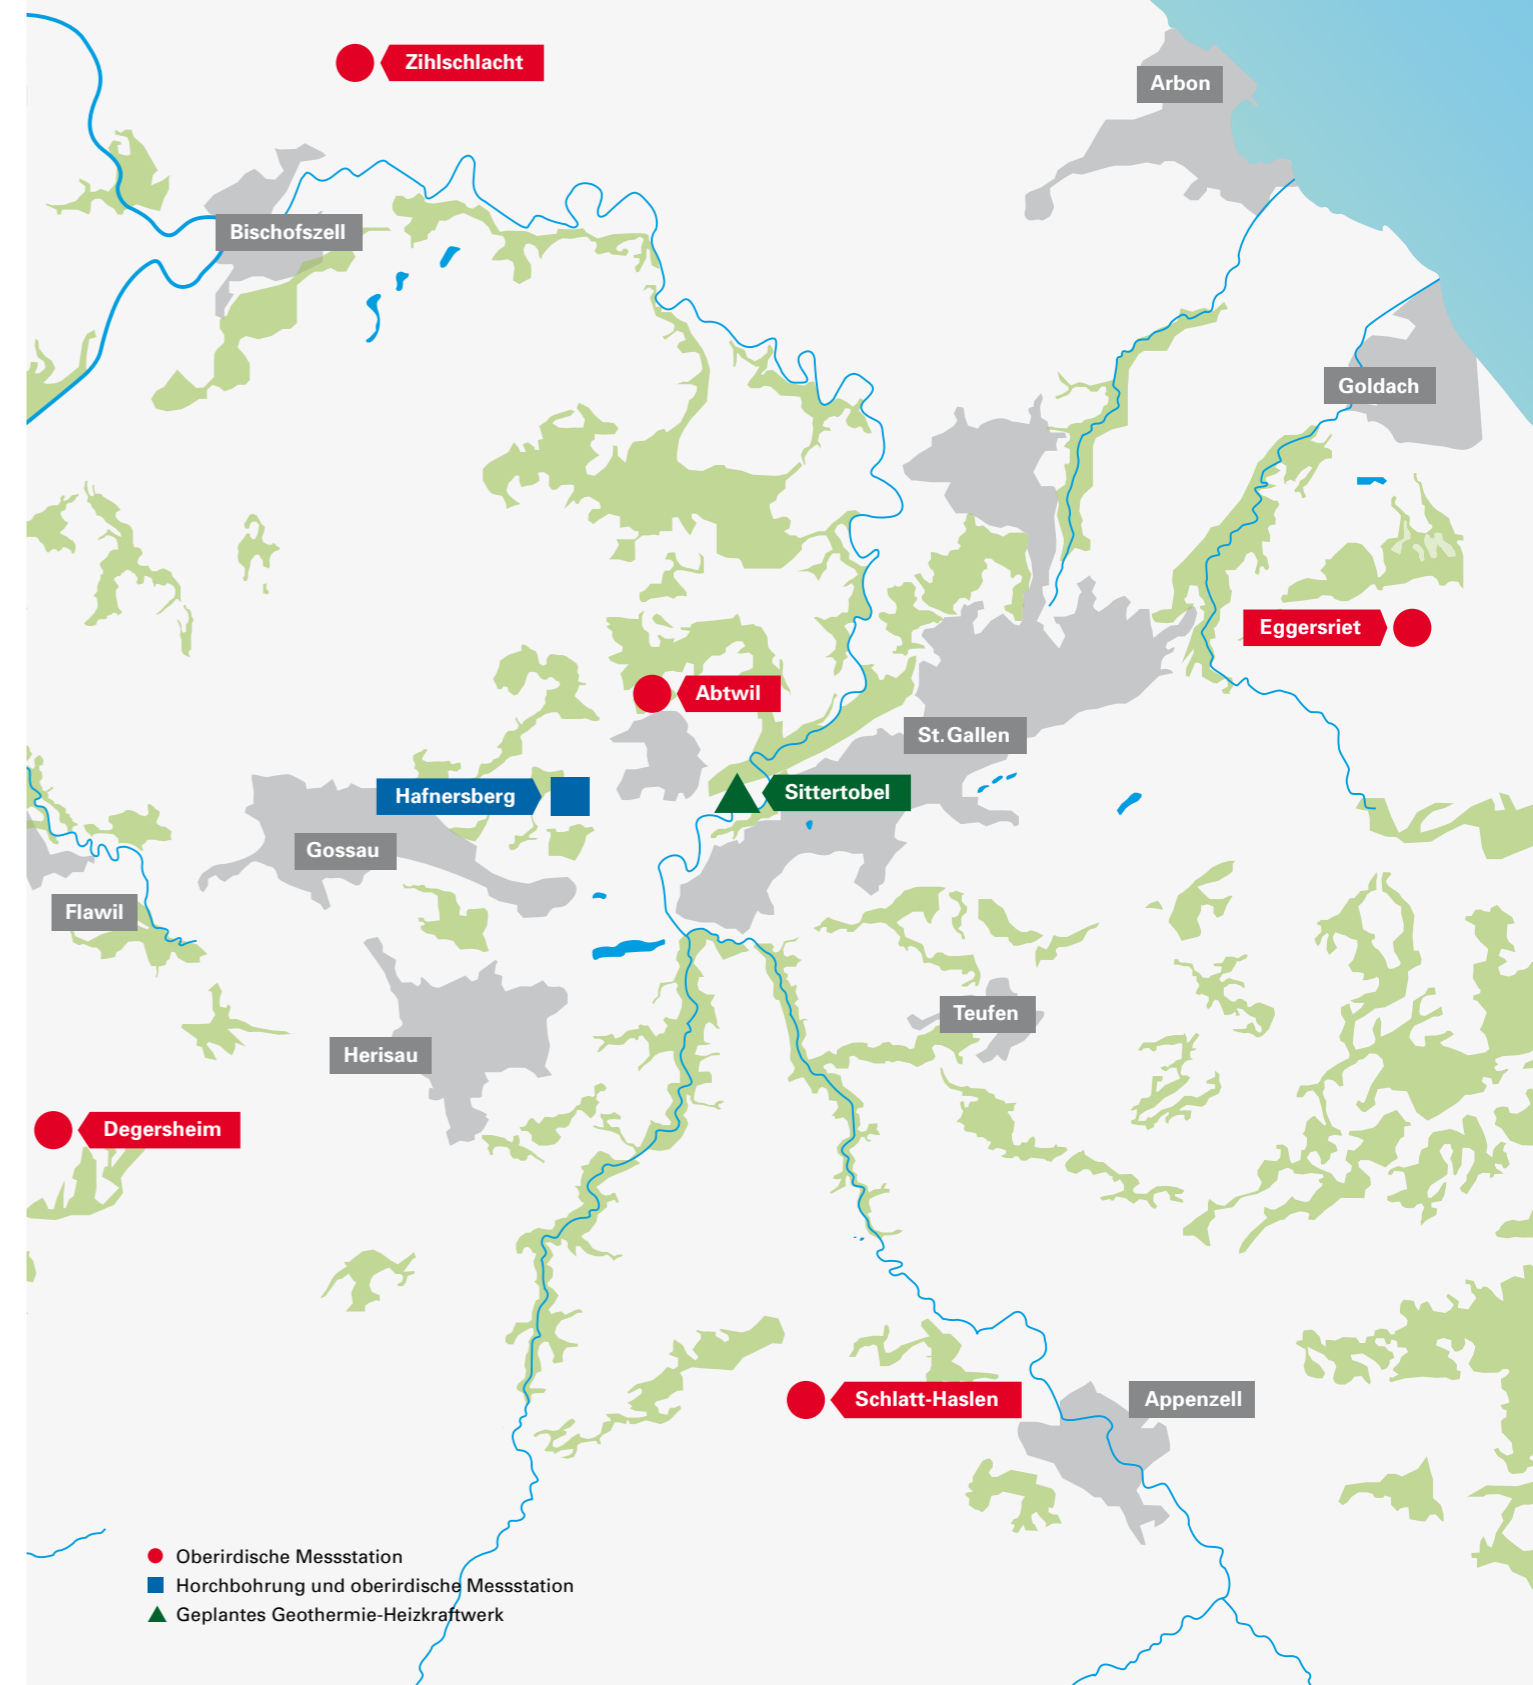 Zihlschlacht
Arbon
Bischofszell
Goldach
Eggersriet
Abtwil
St. Gallen
Sittertobel
Hafnersberg
Gossau
Flawil
Teufen
Herisau
Degersheim
Schlatt-Haslen
Appenzell
Oberirdische Messstation
Horchbohrung und oberirdische Messstation
Geplantes Geothermie-Heizkraftwerk